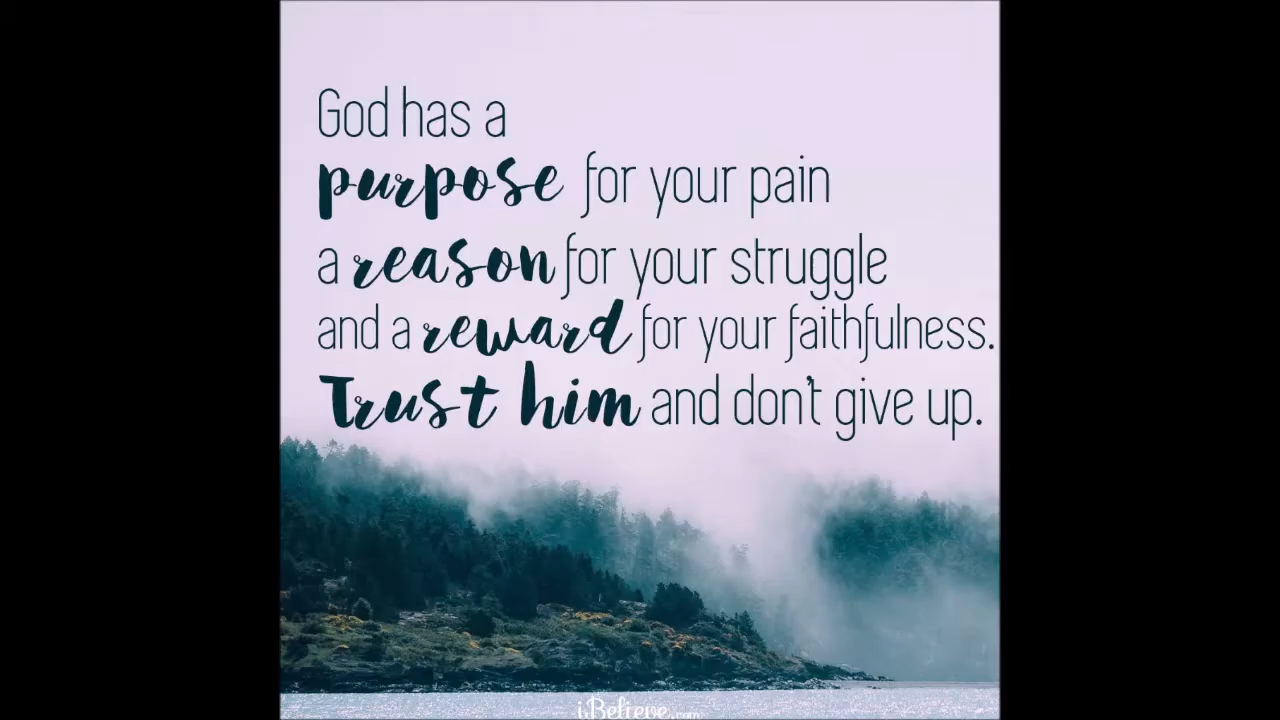 God has a
purpose for your pain
a reason for your struggle
and a reward for your faithfulness.
Trust him and don't give up.
iBelieve.com